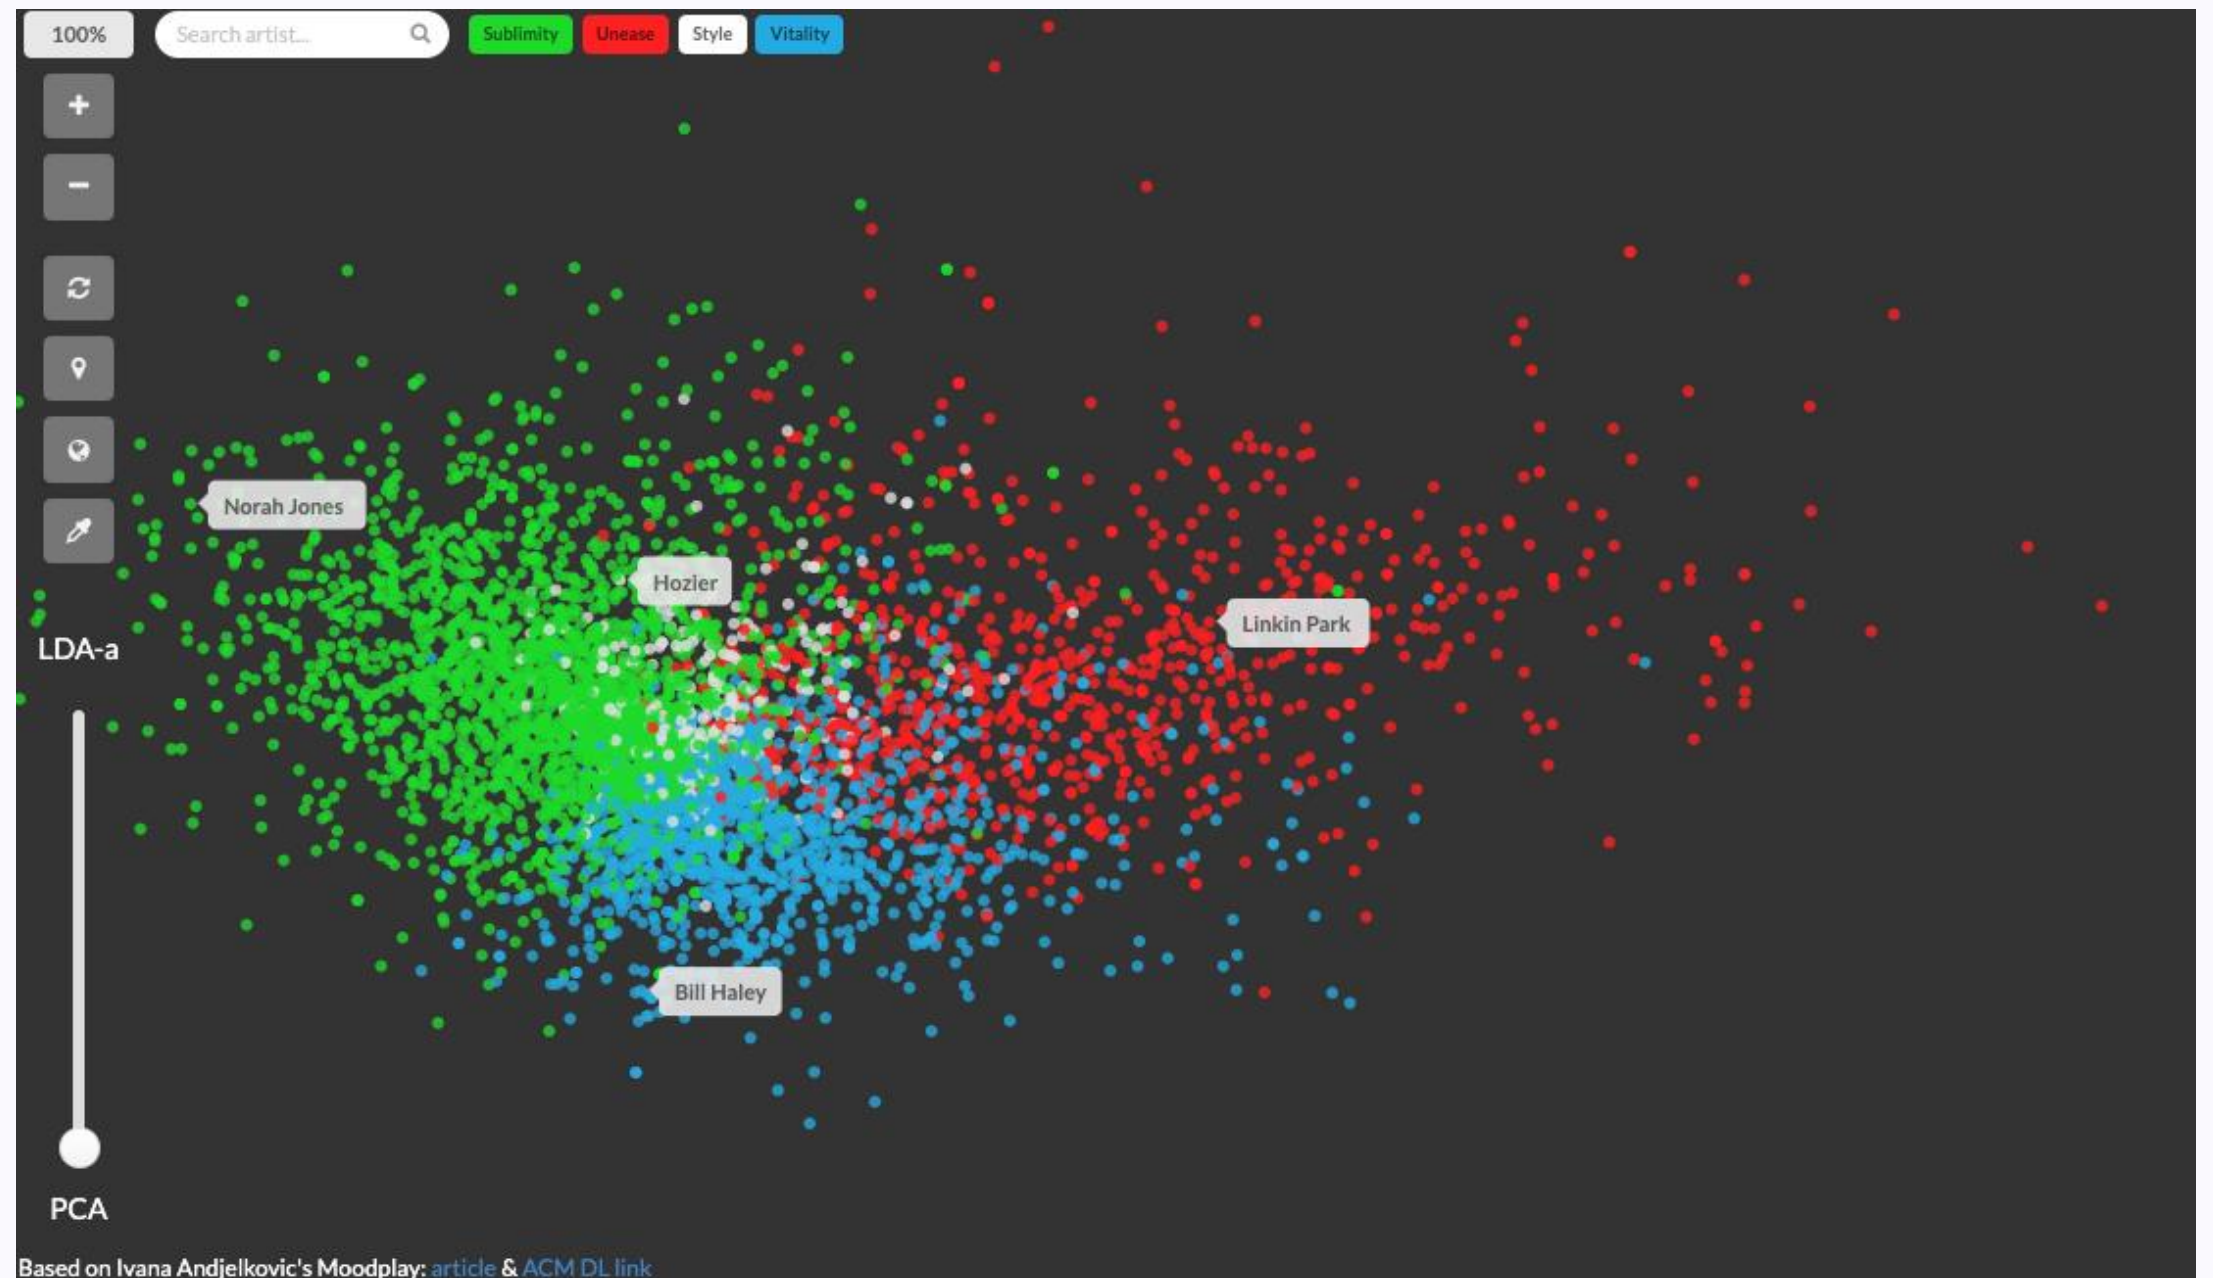 100%
Search artist...
Sublimity
Unease
Style
Vitality
Norah Jones
Hozier
Linkin Park
LDA-a
Bill Haley
PCA
Based on Ivana Andjelkovic's Moodplay: article & ACM DL link